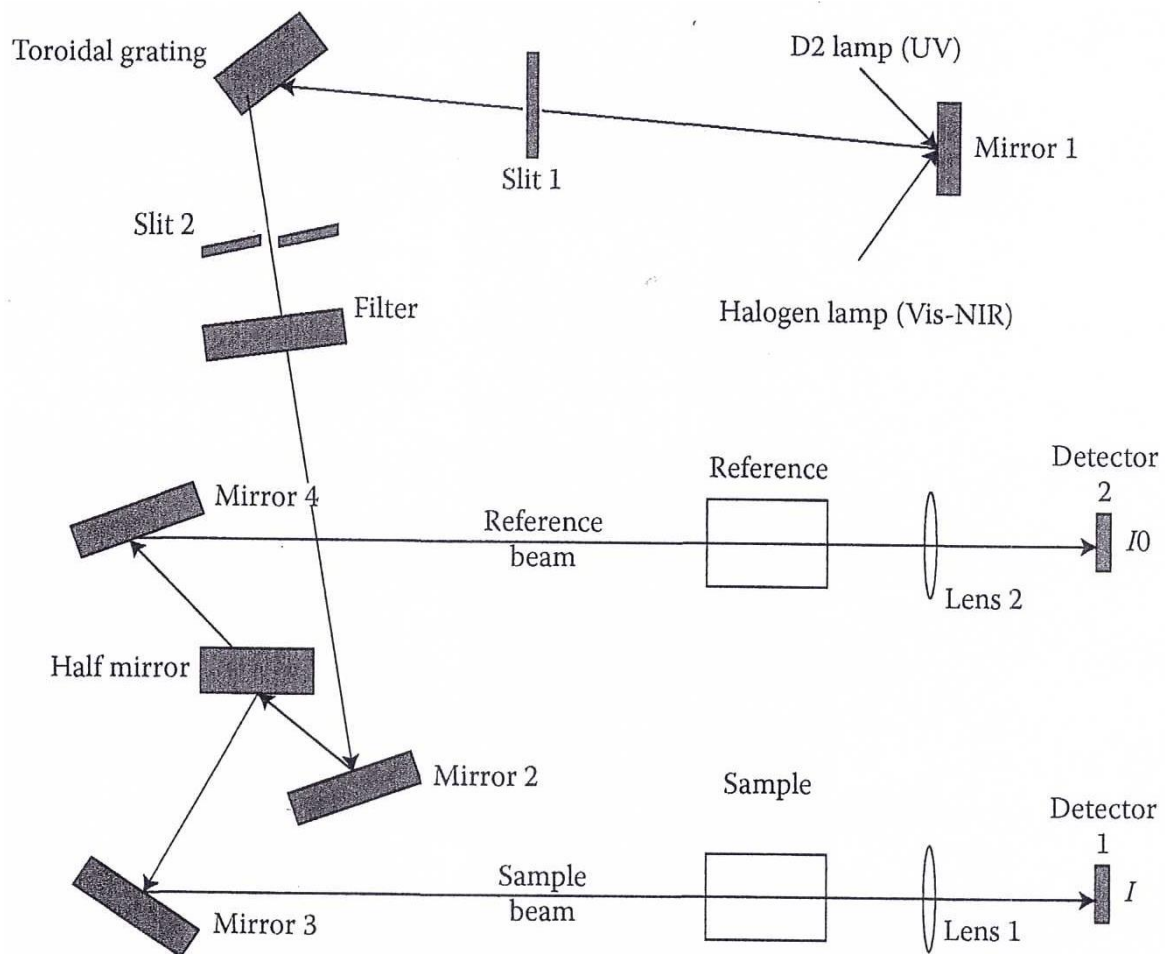 Toroidal grating
D2 lamp (UV)
Mirror 1
Slit 1
Slit 2
Filter
Halogen lamp (Vis-NIR)
Mirror 4
Reference
beam
Reference
Detector
2
I0
Lens 2
Half mirror
Mirror 2
Sample
Detector
1
I
Sample
beam
Mirror 3
Lens 1